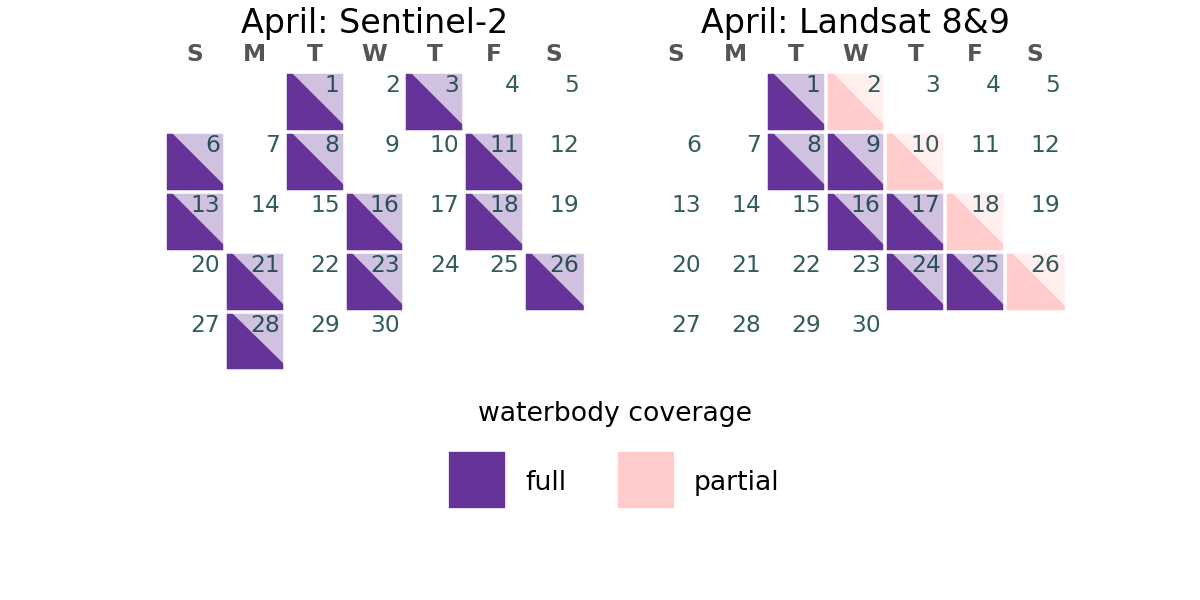 April: Sentinel-2
S M T W T F S
1 2 3 4 5
6 7 8 9 10 11 12
13 14 15 16 17 18 19
20 21 22 23 24 25 26
27 28 29 30
April: Landsat 8&9
S M T W T F S
1 2 3 4 5
6 7 8 9 10 11 12
13 14 15 16 17 18 19
20 21 22 23 24 25 26
27 28 29 30
waterbody coverage
full partial